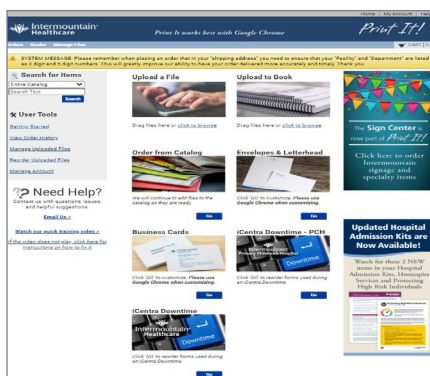 Home | My Account | Help
Intermountain Healthcare
Print It works here with Google Chrome
Print It!
Inbox Books Manage Files
CART | 0
SYSTEM MESSAGE: Please remember when placing an order that in your "shipping address" you need to ensure that your "Facility" and "Department" are listed
as 3 digit and 5 digit numbers. This will greatly improve our ability to have your order delivered more accurately and timely. Thank you.
Search for Items
Entire Catalog
Search Text
Search
User Tools
Getting Started
View Order History
Manage Uploaded Files
Reorder Uploaded Files
Manage Account
Need Help?
Contact us with questions, issues,
and helpful suggestions.
Email Us »
Watch our quick training video »
If the video does not play, click here for
instructions on how to fix it
Upload a File
Drag files here or click to browse
Upload to Book
Drag files here or click to browse
Order from Catalog
We will continue to add files to the
catalog as they are ready.
Go
Envelopes & Letterhead
Click 'GO' to customize. Please use
Google Chrome when customizing.
Go
Business Cards
Click 'GO' to customize. Please use
Google Chrome when customizing.
Go
iCentra Downtime - PCH
Intermountain
Primary Children's Hospital
Downtime
Click 'GO' to reorder forms used during
an iCentra Downtime
Go
iCentra Downtime
Intermountain
Healthcare
Downtime
Click 'GO' to reorder forms used during
an iCentra Downtime
Go
The Sign Center is
now part of Print It!
Click here to order
Intermountain
signage and
specialty items
Updated Hospital
Admission Kits are
Now Available!
Watch for these 2 NEW
items in your Hospital
Admission Kits, Homespire
Services and Protecting
High Risk Individuals